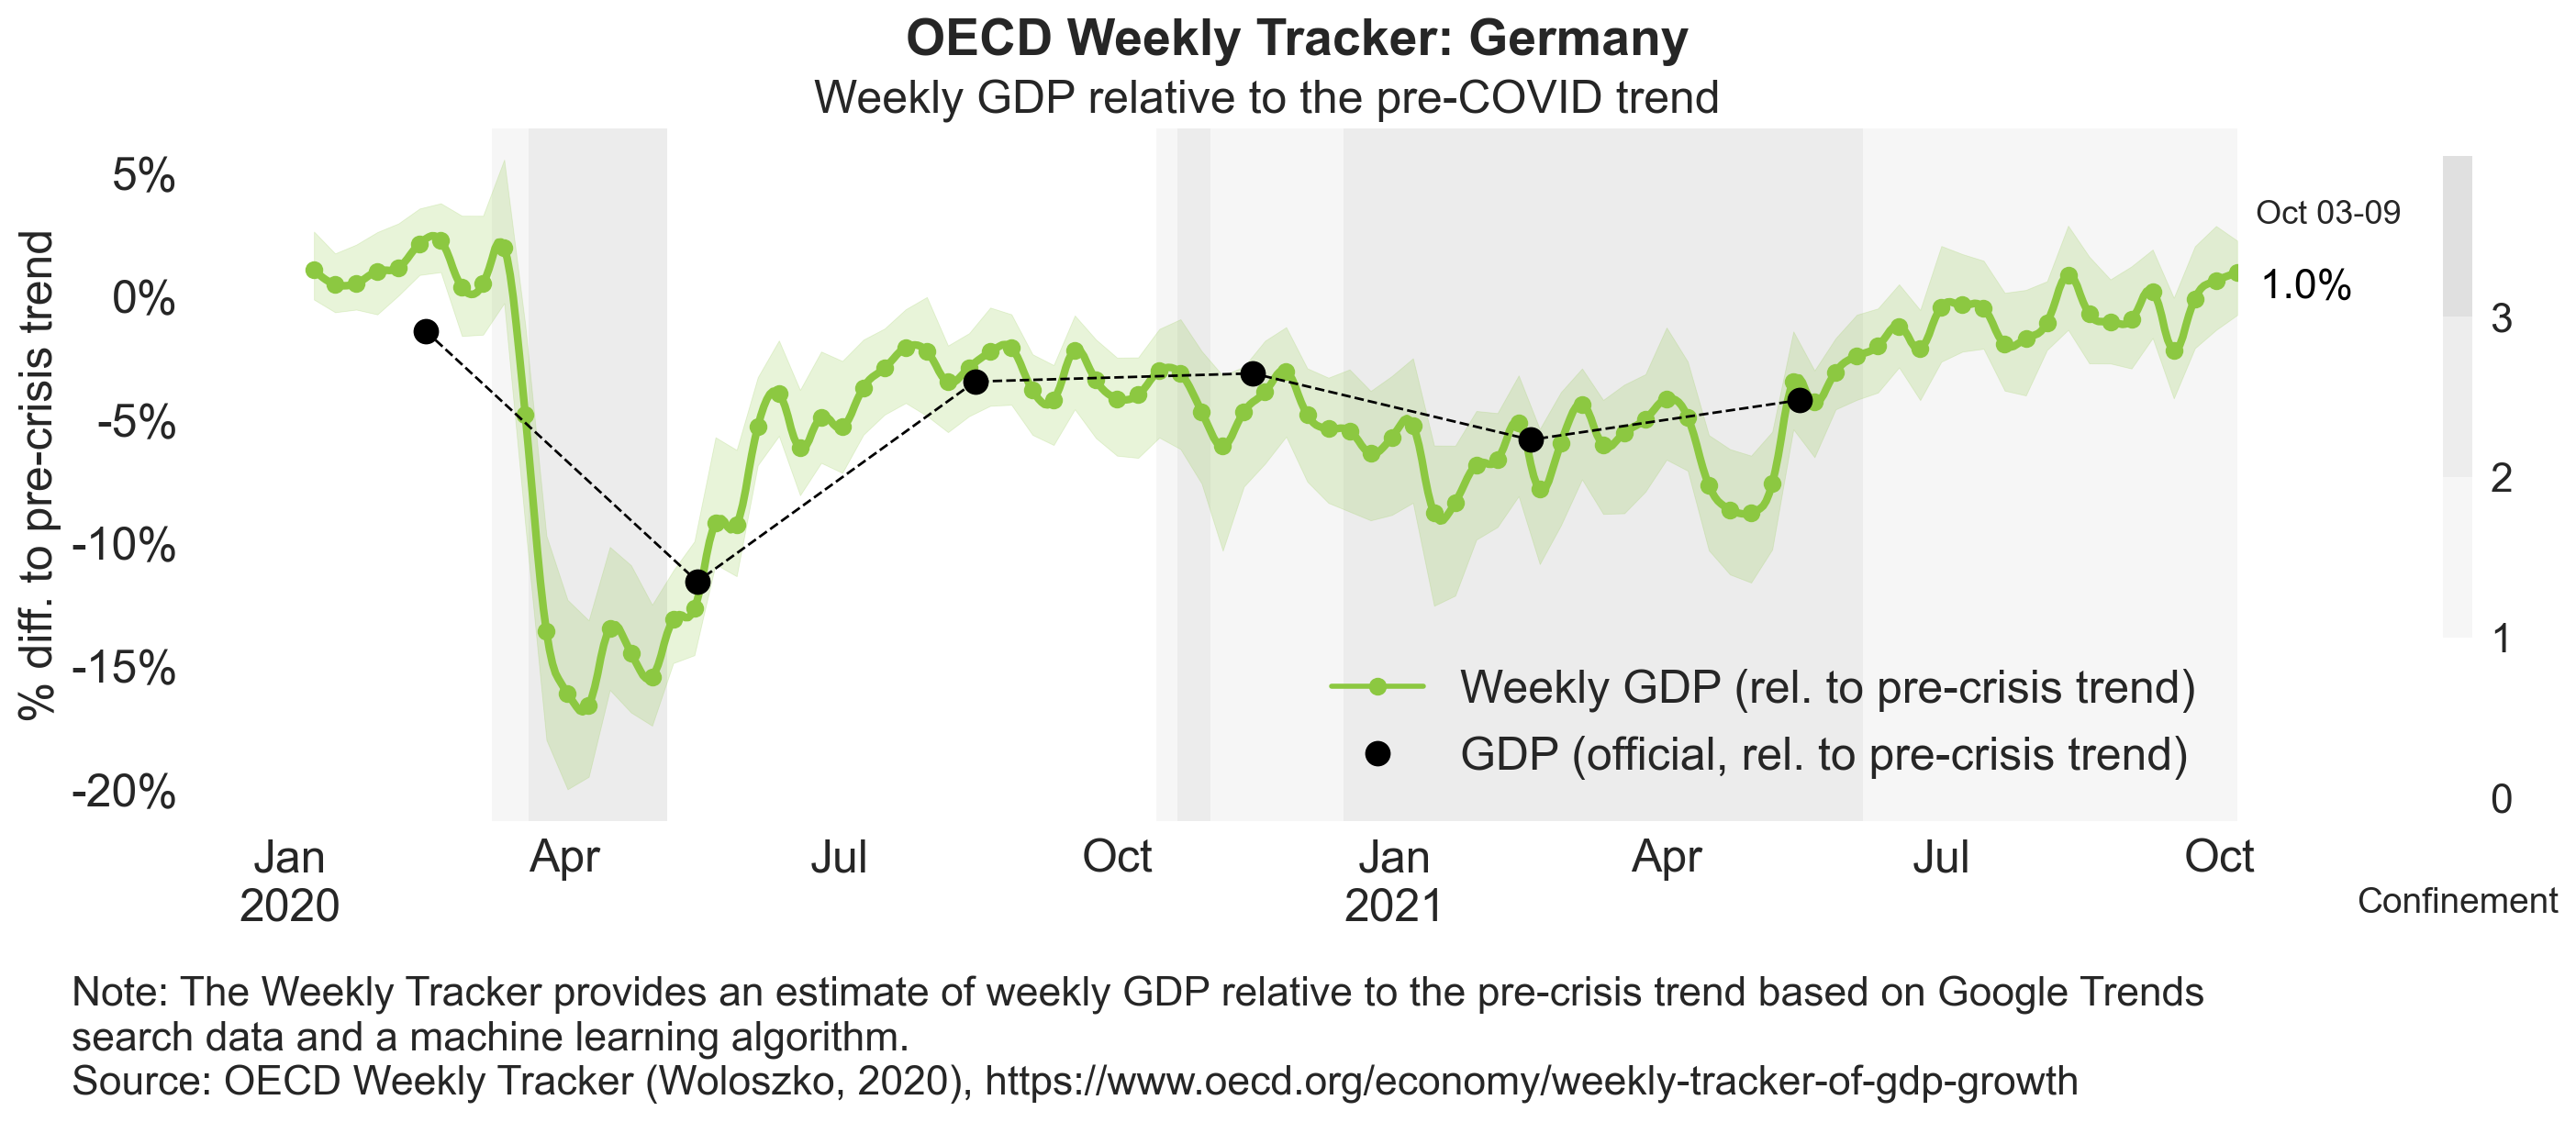 OECD Weekly Tracker: Germany
Weekly GDP relative to the pre-COVID trend
% diff. to pre-crisis trend
5%
0%
-5%
-10%
-15%
-20%
Oct 03-09
1.0%
3
2
1
0
Confinement
Weekly GDP (rel. to pre-crisis trend)
GDP (official, rel. to pre-crisis trend)
Jan Apr Jul Oct Jan Apr Jul Oct
2020 2021
Note: The Weekly Tracker provides an estimate of weekly GDP relative to the pre-crisis trend based on Google Trends
search data and a machine learning algorithm.
Source: OECD Weekly Tracker (Woloszko, 2020), https://www.oecd.org/economy/weekly-tracker-of-gdp-growth